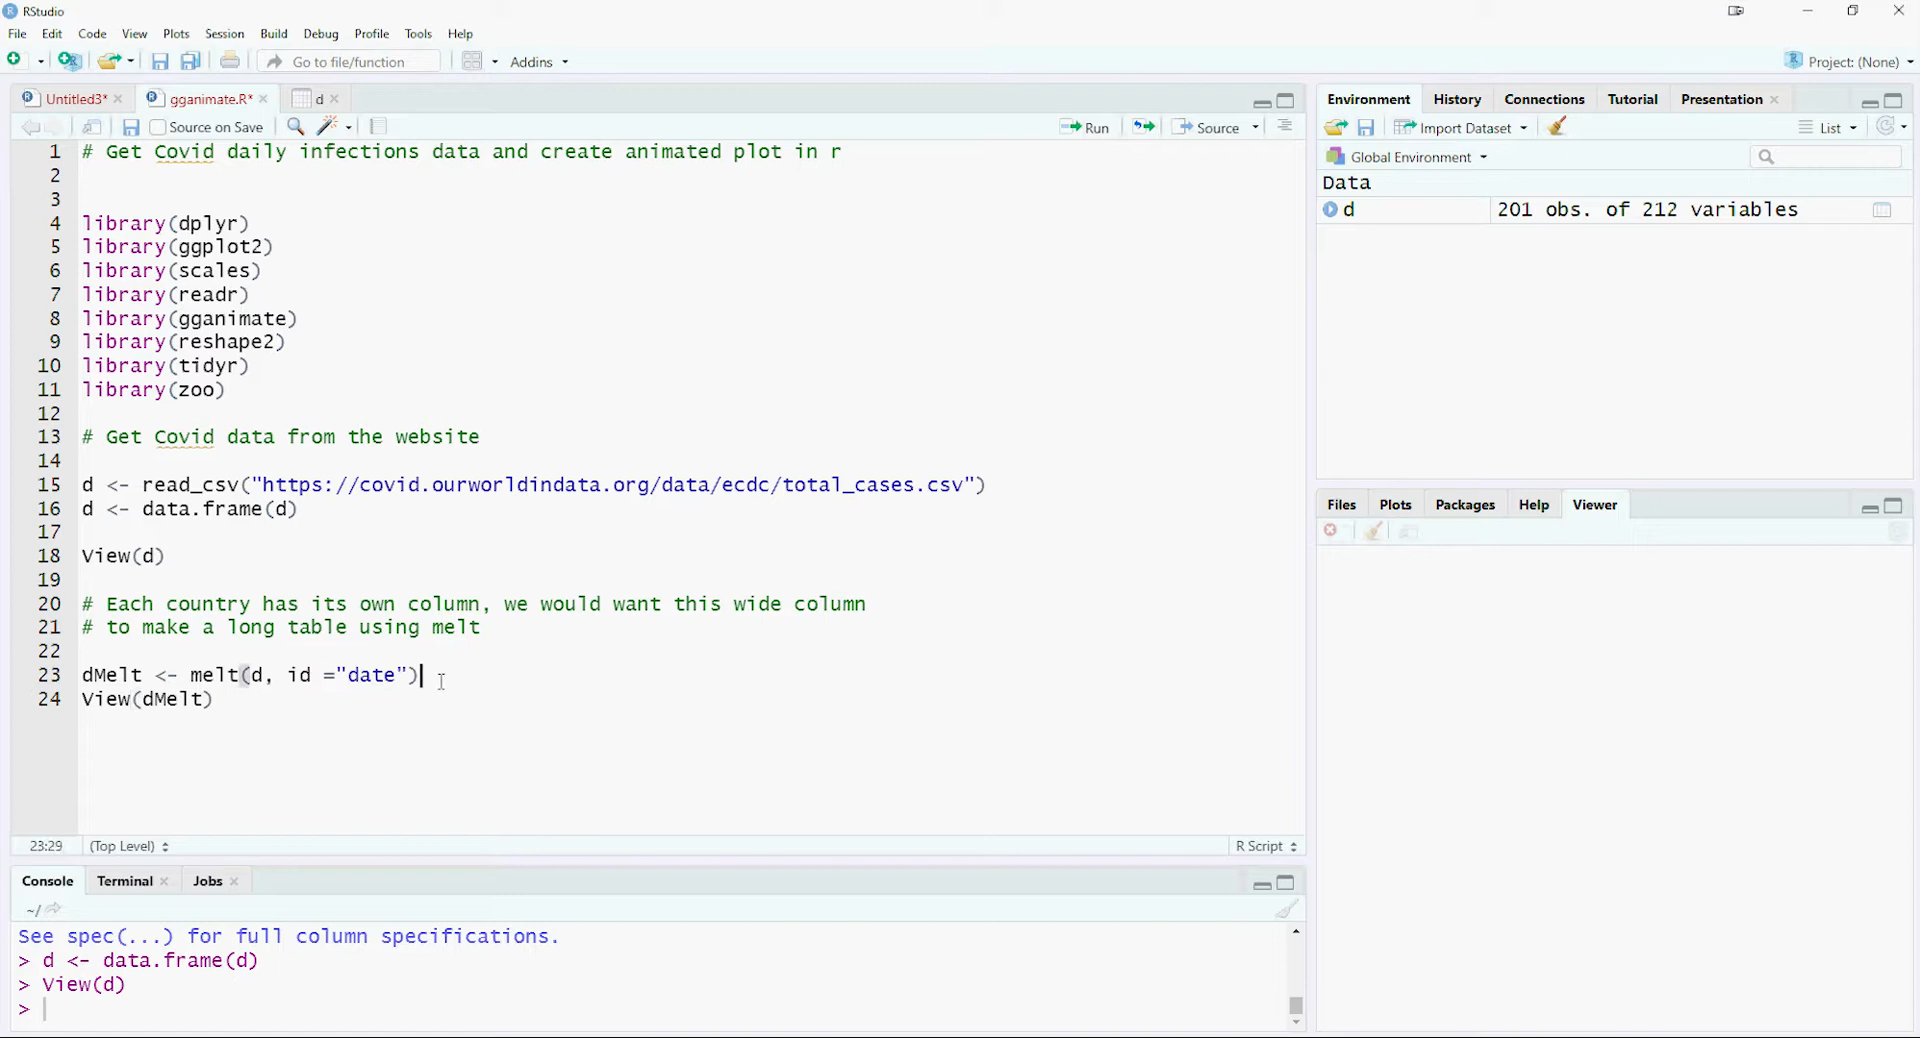 RStudio
File Edit Code View Plots Session Build Debug Profile Tools Help
Go to file/function Addins Project: (None)
Untitled3* gganimate.R* d
Source on Save Run Source
1 # Get Covid daily infections data and create animated plot in r
2
3
4 library(dplyr)
5 library(ggplot2)
6 library(scales)
7 library(readr)
8 library(gganimate)
9 library(reshape2)
10 library(tidyr)
11 library(zoo)
12
13 # Get Covid data from the website
14
15 d <- read_csv("https://covid.ourworldindata.org/data/ecdc/total_cases.csv")
16 d <- data.frame(d)
17
18 View(d)
19
20 # Each country has its own column, we would want this wide column
21 # to make a long table using melt
22
23 dMelt <- melt(d, id ="date")
24 View(dMelt)
23:29 (Top Level) R Script
Console Terminal Jobs
~/
See spec(...) for full column specifications.
> d <- data.frame(d)
> View(d)
>
Environment History Connections Tutorial Presentation
Import Dataset List
Global Environment
Data
d 201 obs. of 212 variables
Files Plots Packages Help Viewer